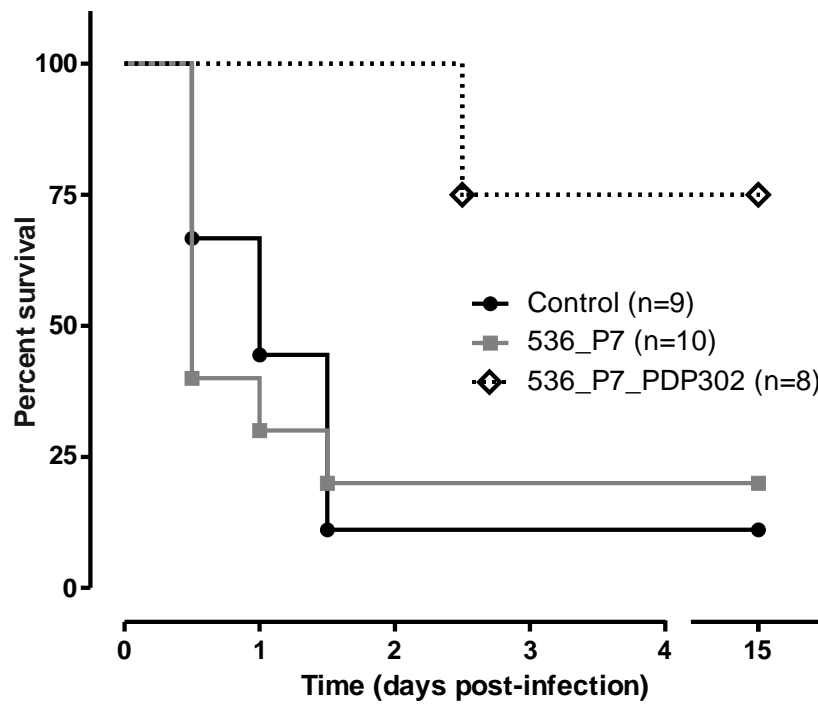 Percent survival
100
75
50
25
0
Control (n=9)
536_P7 (n=10)
536_P7_PDP302 (n=8)
0 1 2 3 4 15
Time (days post-infection)